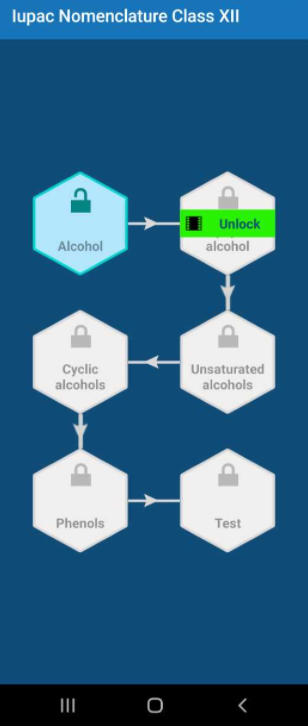 Iupac Nomenclature Class XII
Alcohol
Unlock
alcohol
Cyclic
alcohols
Unsaturated
alcohols
Phenols
Test